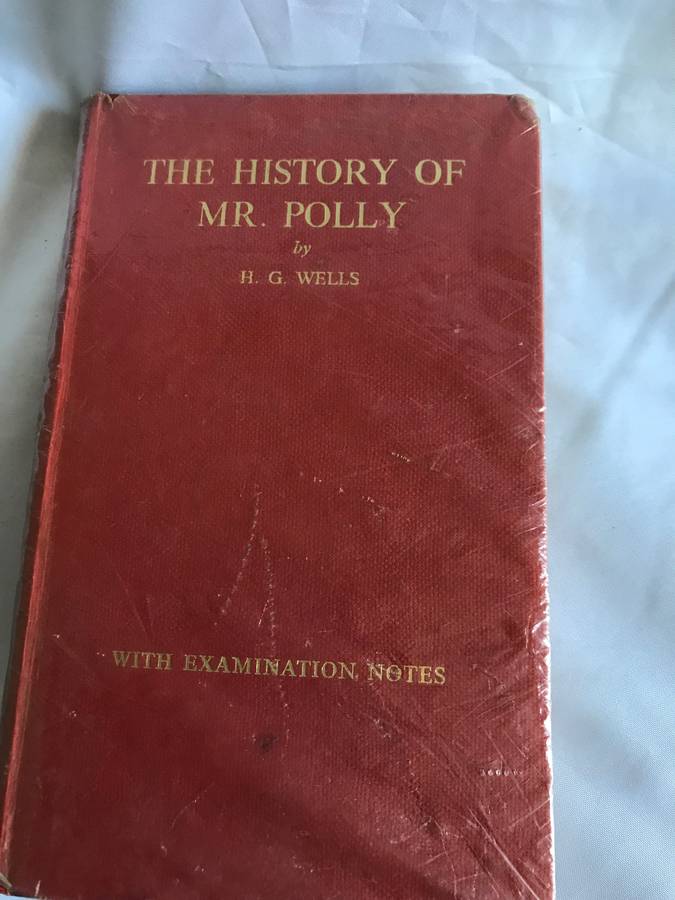 THE HISTORY OF
MR. POLLY
by
H. G. WELLS
WITH EXAMINATION NOTES